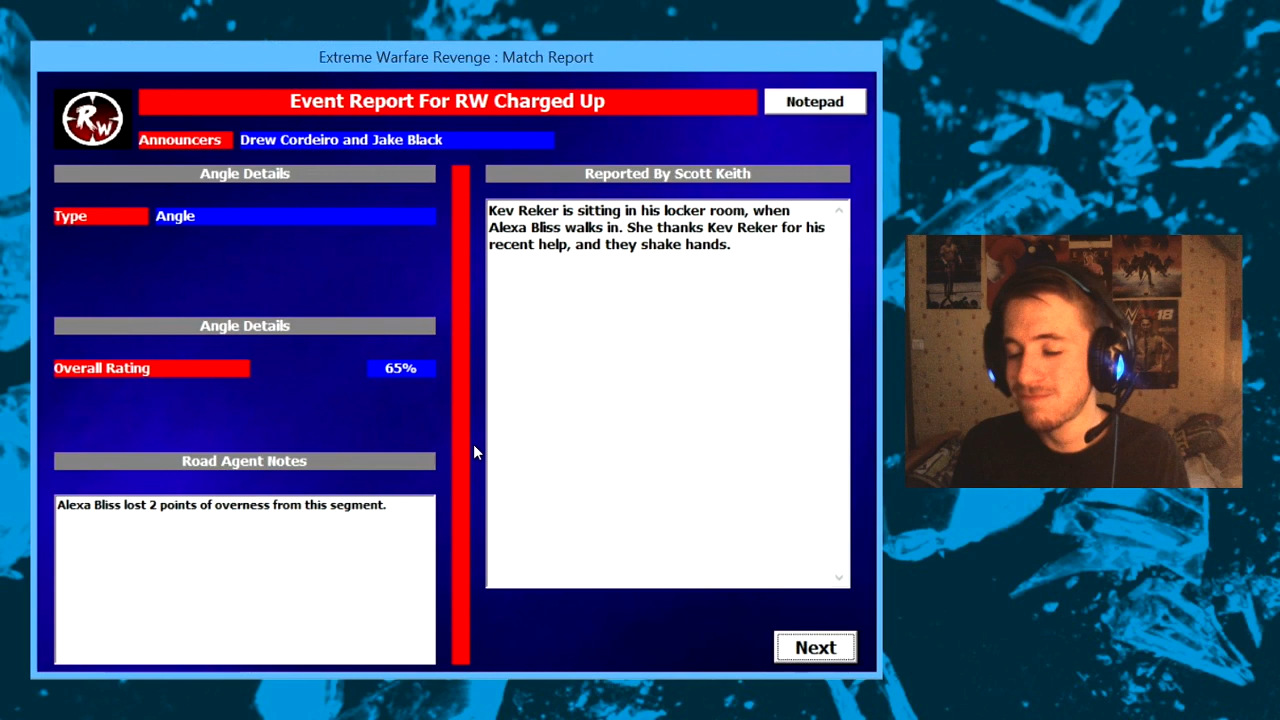 Extreme Warfare Revenge : Match Report
RW
Event Report For RW Charged Up
Notepad
Announcers
Drew Cordeiro and Jake Black
Angle Details
Reported By Scott Keith
Type
Angle
Kev Reker is sitting in his locker room, when
Alexa Bliss walks in. She thanks Kev Reker for his
recent help, and they shake hands.
Angle Details
Overall Rating
65%
Road Agent Notes
Alexa Bliss lost 2 points of overness from this segment.
Next
18